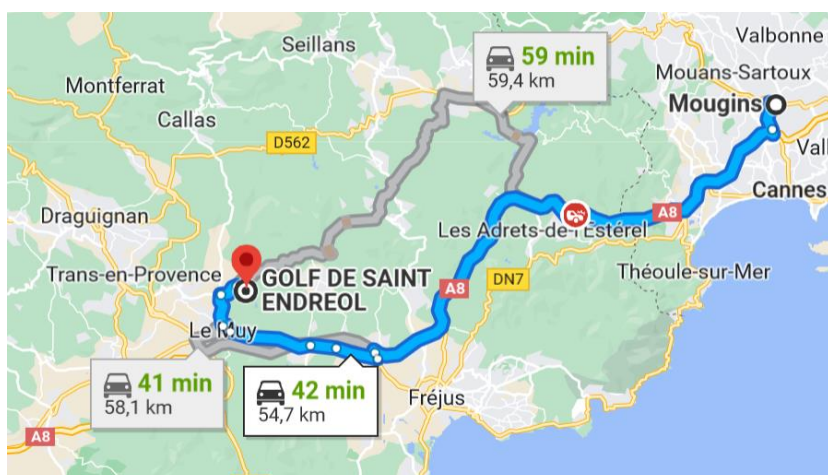 Valbonne
Seillans
59 min
59,4 km
Mouans-Sartoux
Montferrat
Mougins
Callas
D562
Vall
Cannes
Draguignan
A8
Les Adrets-de-l'Estérel
Trans-en-Provence
GOLF DE SAINT
ENDREOL
DN7
Théoule-sur-Mer
A8
Le Muy
41 min
58,1 km
42 min
54,7 km
Fréjus
A8